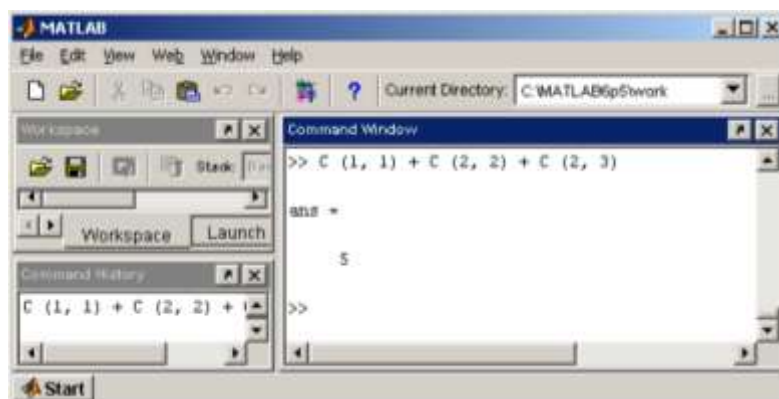 MATLAB
File Edit View Web Window Help
? Current Directory: C:\MATLAB6p5\work ...
Workspace
Stack:
Workspace Launch
Command History
C (1, 1) + C (2, 2) +
Command Window
>> C (1, 1) + C (2, 2) + C (2, 3)
ans =
5
>>
Start